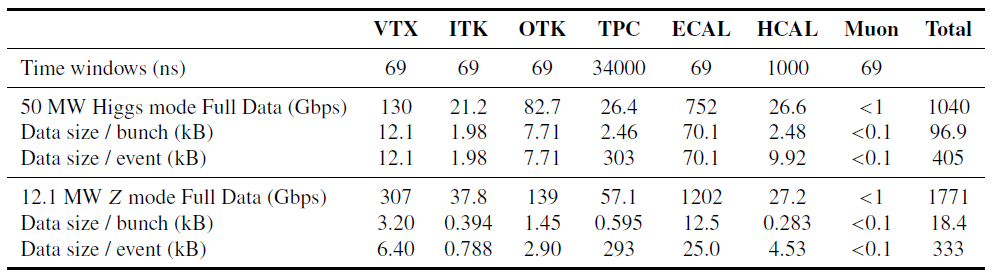 VTX ITK OTK TPC ECAL HCAL Muon Total
Time windows (ns) 69 69 69 34000 69 1000 69
50 MW Higgs mode Full Data (Gbps) 130 21.2 82.7 26.4 752 26.6 <1 1040
Data size / bunch (kB) 12.1 1.98 7.71 2.46 70.1 2.48 <0.1 96.9
Data size / event (kB) 12.1 1.98 7.71 303 70.1 9.92 <0.1 405
12.1 MW Z mode Full Data (Gbps) 307 37.8 139 57.1 1202 27.2 <1 1771
Data size / bunch (kB) 3.20 0.394 1.45 0.595 12.5 0.283 <0.1 18.4
Data size / event (kB) 6.40 0.788 2.90 293 25.0 4.53 <0.1 333